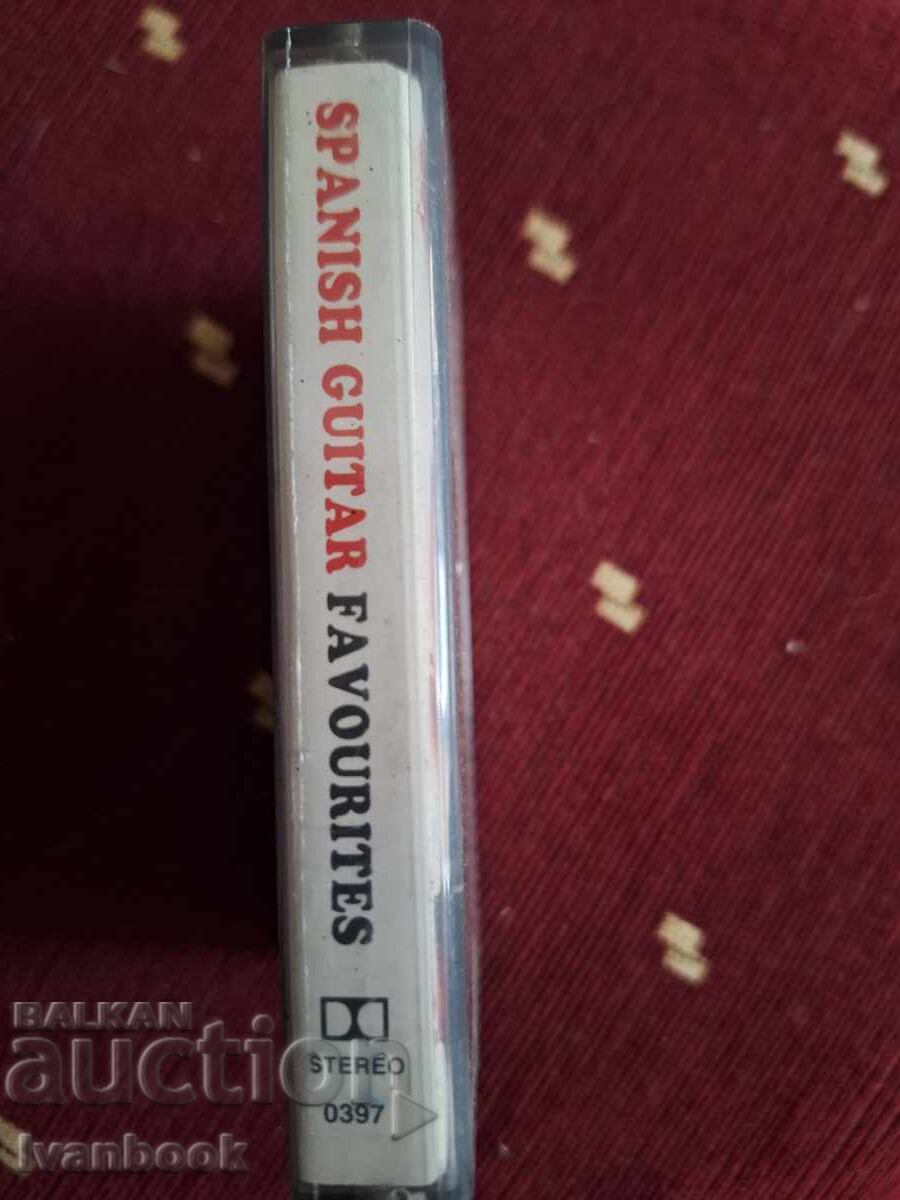 SPANISH GUITAR FAVOURITES
STEREO
0397
BALKAN
auction
Ivanbook